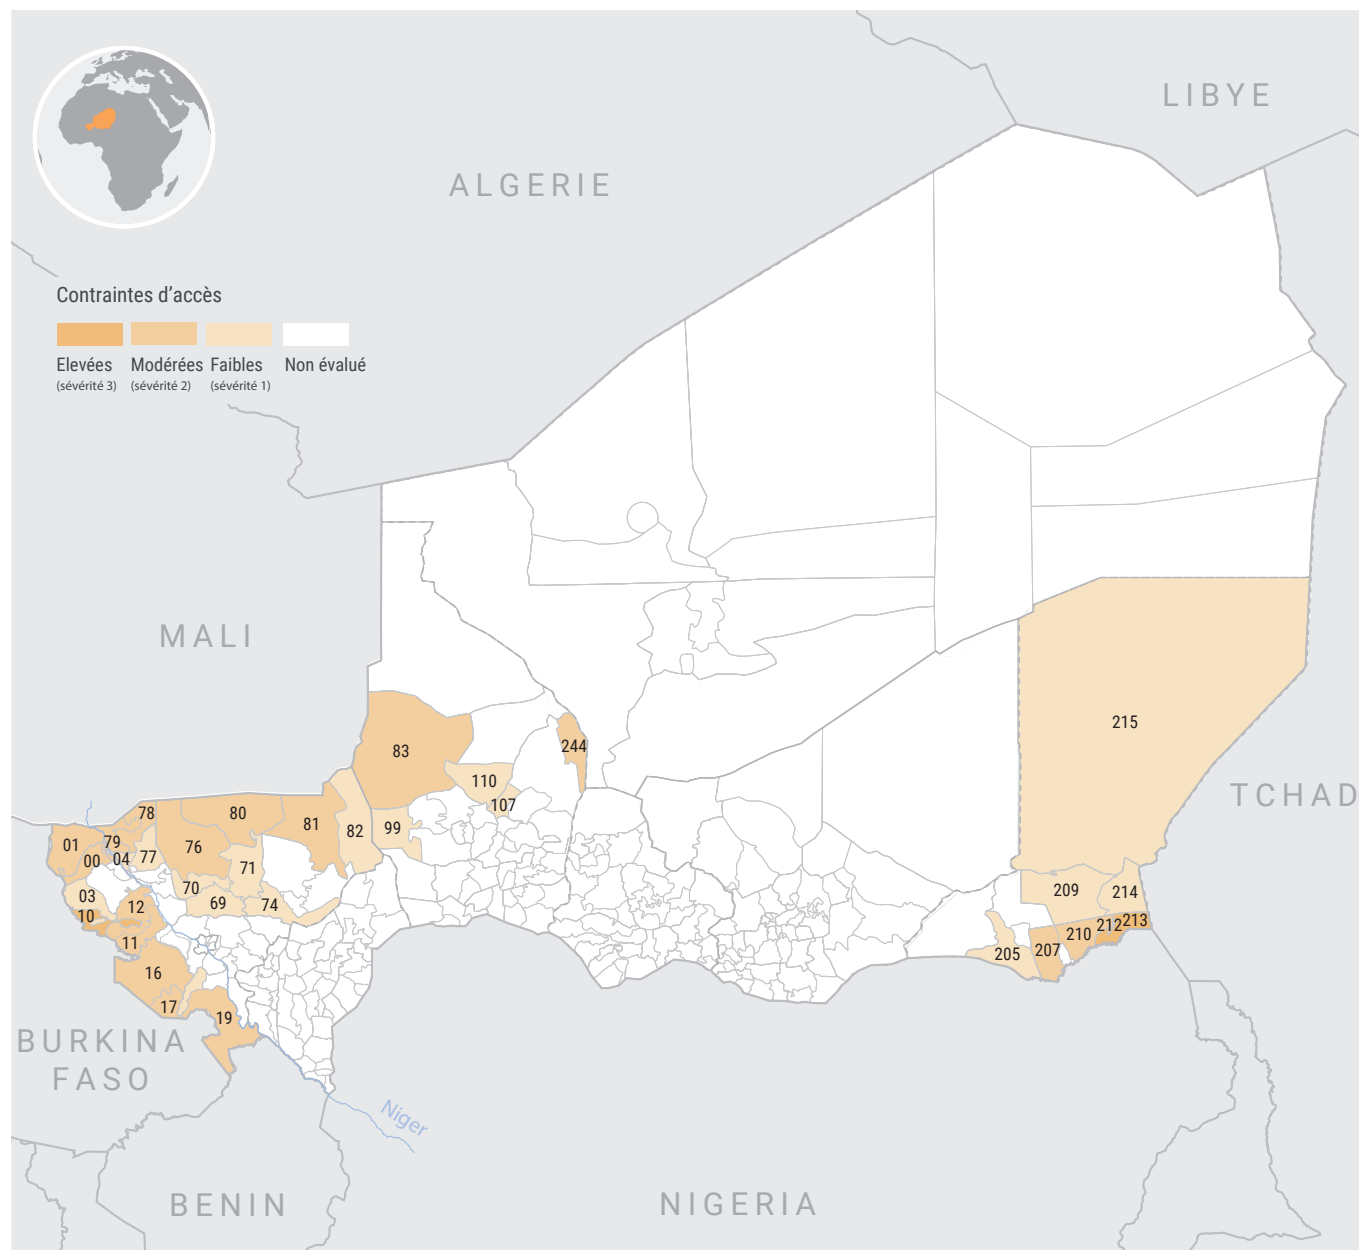 LIBYE
ALGERIE
Contraintes d'accès
Elevées Modérées Faibles Non évalué
(sévérité 3) (sévérité 2) (sévérité 1)
MALI
215
83
244
110
107
TCHAD
78
80
81
82
99
01
79
00
04
77
76
71
70
69
74
03
10
12
11
209
214
213
212
210
207
205
16
17
19
BURKINA
FASO
Niger
BENIN
NIGERIA